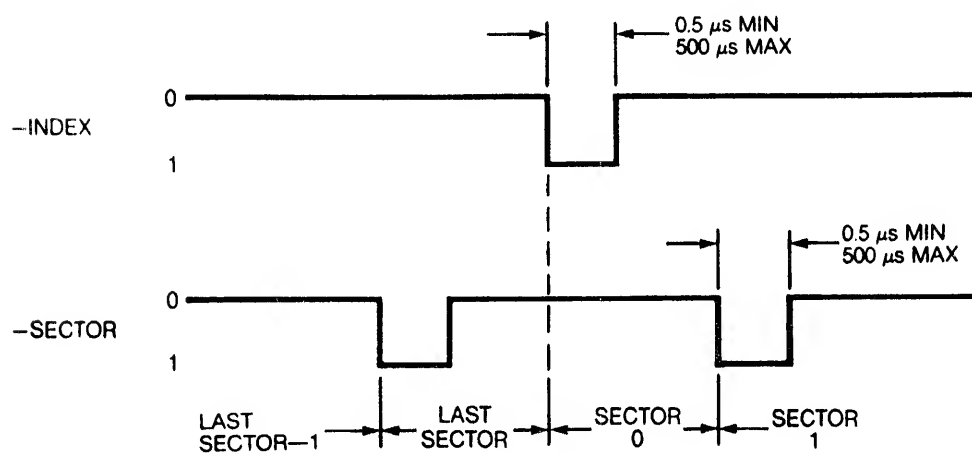 0.5 μs MIN
500 μs MAX
0
–INDEX
1
0.5 μs MIN
500 μs MAX
0
–SECTOR
1
LAST
SECTOR–1
LAST
SECTOR
SECTOR
0
SECTOR
1